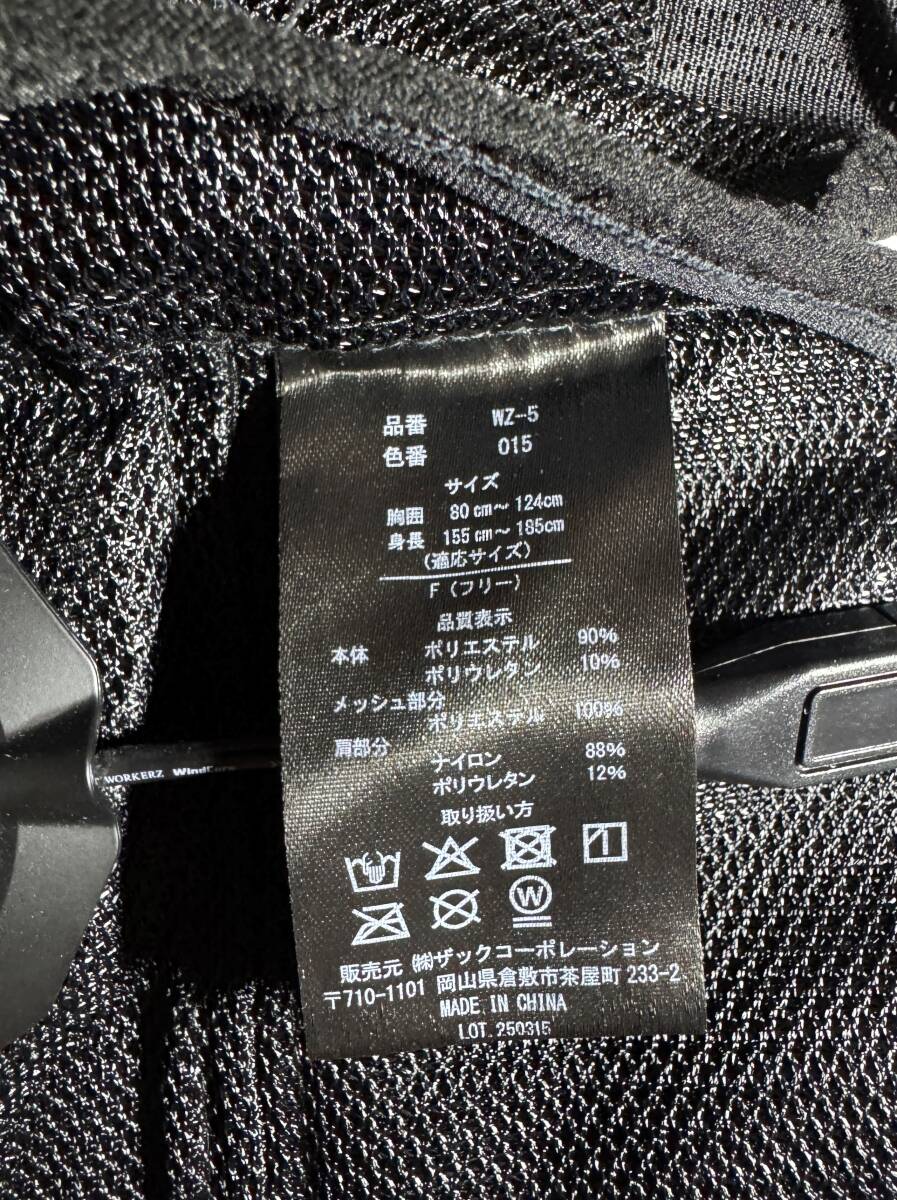 品番 WZ-5
色番 015
サイズ
胸囲 80cm～124cm
身長 155cm～185cm
(適応サイズ)
F (フリー)
品質表示
本体 ポリエステル 90%
ポリウレタン 10%
メッシュ部分
ポリエステル 100%
肩部分
ナイロン 88%
ポリウレタン 12%
取り扱い方
W
販売元 ㈱ザックコーポレーション
〒710-1101 岡山県倉敷市茶屋町 233-2
MADE IN CHINA
LOT.250315
WORKERZ